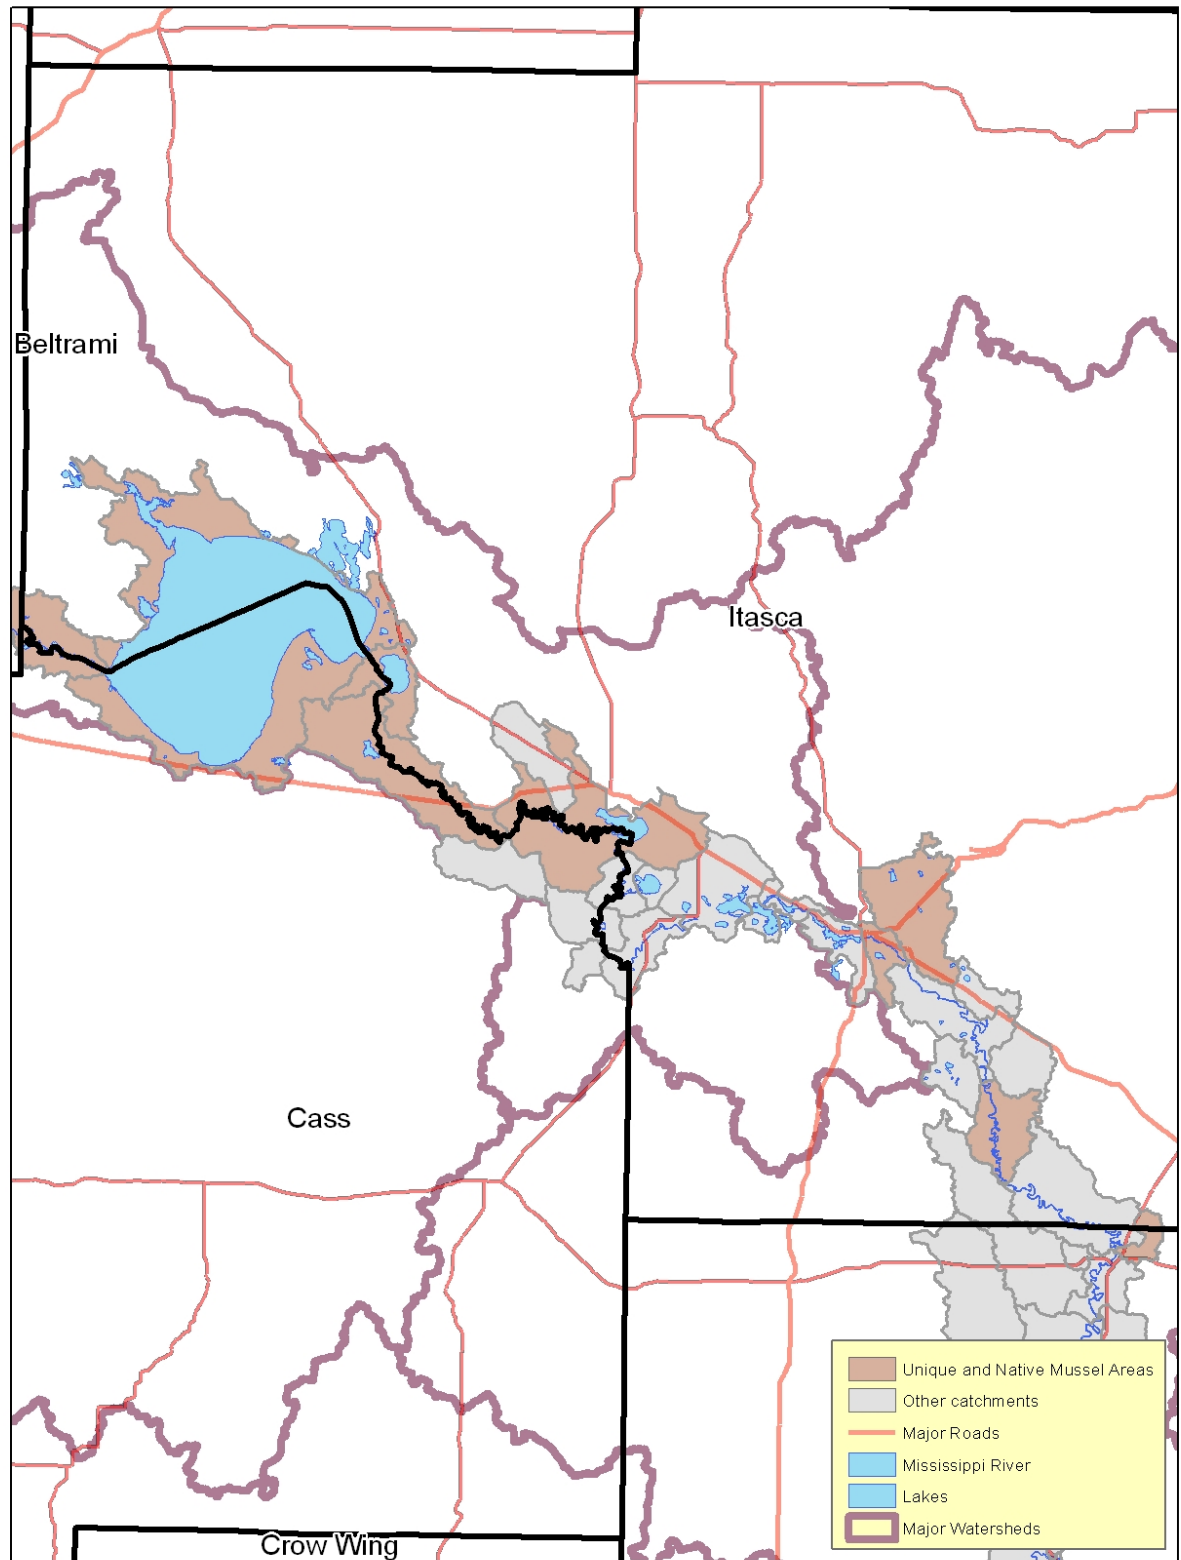 Beltrami
Itasca
Cass
Crow Wing
Unique and Native Mussel Areas
Other catchments
Major Roads
Mississippi River
Lakes
Major Watersheds